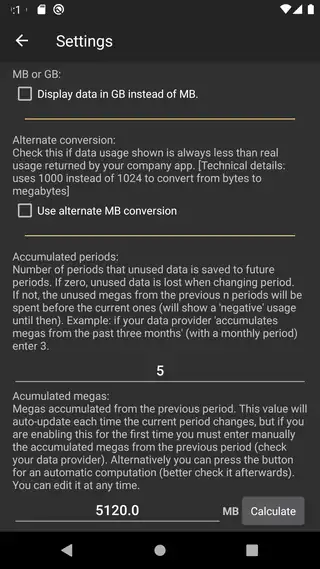 :1
Settings
MB or GB:
Display data in GB instead of MB.
Alternate conversion:
Check this if data usage shown is always less than real
usage returned by your company app. [Technical details:
uses 1000 instead of 1024 to convert from bytes to
megabytes]
Use alternate MB conversion
Accumulated periods:
Number of periods that unused data is saved to future
periods. If zero, unused data is lost when changing period.
If not, the unused megas from the previous n periods will be
spent before the current ones (will show a 'negative' usage
until then}. Example: if your data provider 'accumulates
megas from the past three months' (with a monthly period)
enter 3.
5
Acumulated megas:
Megas accumulated from the previous period. This value will
auto-update each time the current period changes, but if you
are enabling this for the first time you must enter manually
the accumulated megas from the previous period (check
your data provider). Alternatively you can press the button
for an automatic computation (better check it afterwards).
You can edit it at any time.
5120.0 MB Calculate